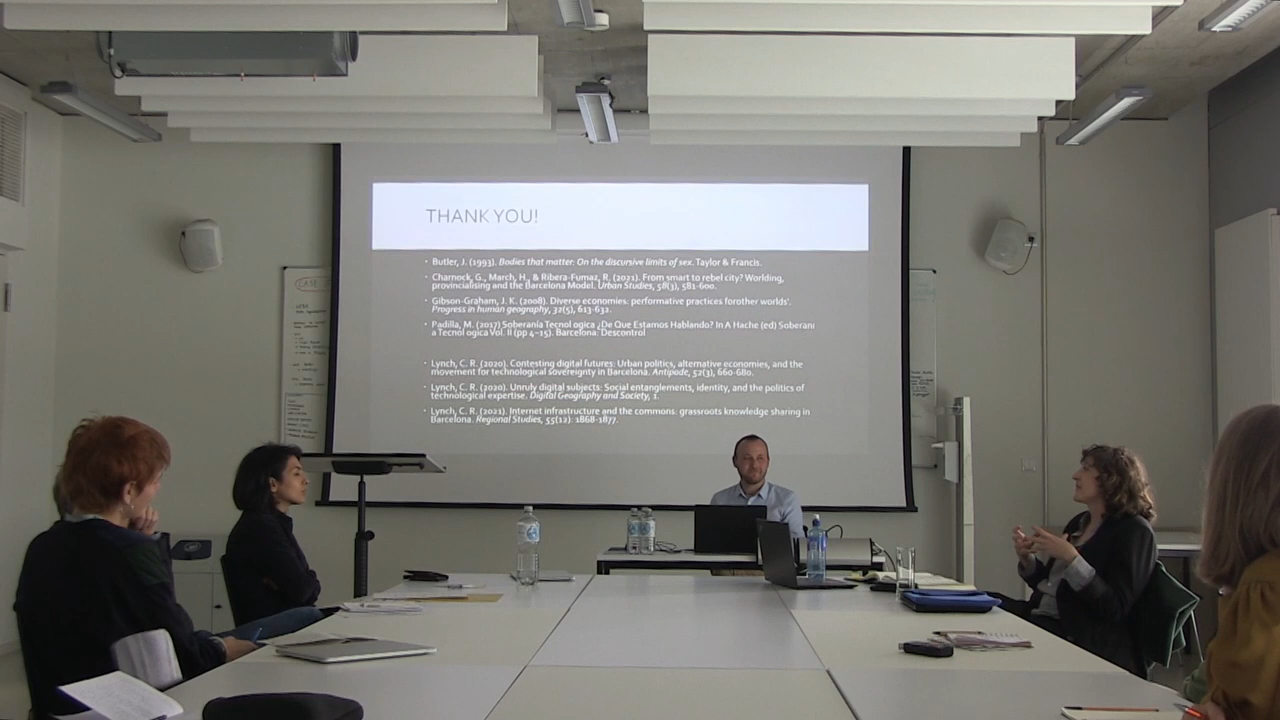 THANK YOU!
• Butler, J. (1993). Bodies that matter: On the discursive limits of sex. Taylor & Francis.
• Charnock, G., March, H., & Ribera-Fumaz, R. (2021). From smart to rebel city? Worlding,
provincialising and the Barcelona Model. Urban Studies, 58(3), 581-600.
• Gibson-Graham, J. K. (2008). Diverse economies: performative practices forother worlds'.
Progress in human geography, 32(5), 613-632.
• Padilla, M. (2017) Soberanía Tecnol ogica ¿De Que Estamos Hablando? In A Hache (ed) Soberani
a Tecnol ogica Vol. II (pp 4–15). Barcelona: Descontrol
• Lynch, C. R. (2020). Contesting digital futures: Urban politics, alternative economies, and the
movement for technological sovereignty in Barcelona. Antipode, 52(3), 660-680.
• Lynch, C. R. (2020). Unruly digital subjects: Social entanglements, identity, and the politics of
technological expertise. Digital Geography and Society, 1.
• Lynch, C. R. (2021). Internet infrastructure and the commons: grassroots knowledge sharing in
Barcelona. Regional Studies, 55(12): 1868-1877.
CASE